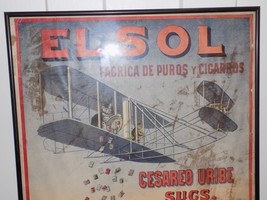 EL SOL
FABRICA DE PUROS Y CIGARROS
CESAREO URIBE
SUCS.